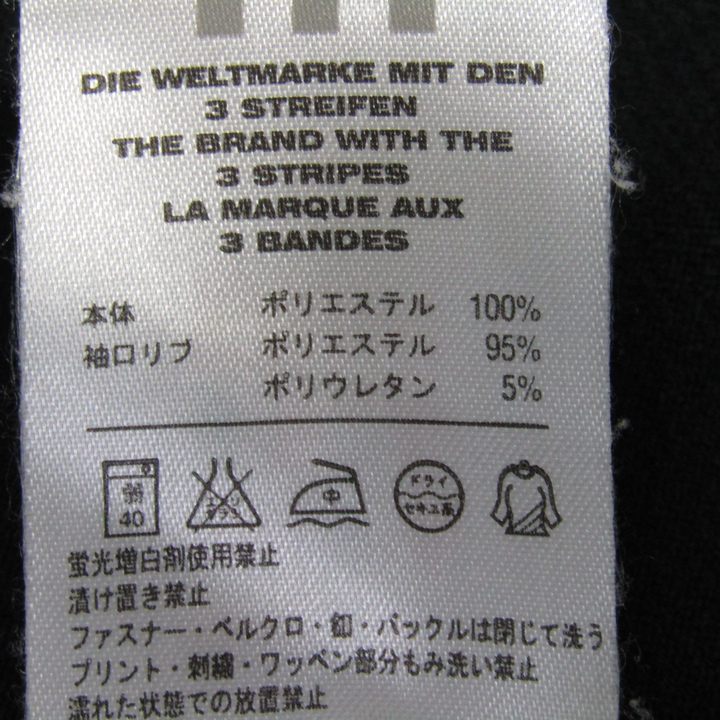 DIE WELTMARKE MIT DEN
3 STREIFEN
THE BRAND WITH THE
3 STRIPES
LA MARQUE AUX
3 BANDES
本体 ポリエステル 100%
袖口リブ ポリエステル 95%
ポリウレタン 5%
弱
40
エンソ
中
ドライ
セキユ系
蛍光増白剤使用禁止
漬け置き禁止
ファスナー・ベルクロ・釦・バックルは閉じて洗う
プリント・刺繍・ワッペン部分もみ洗い禁止
濡れた状態での放置禁止